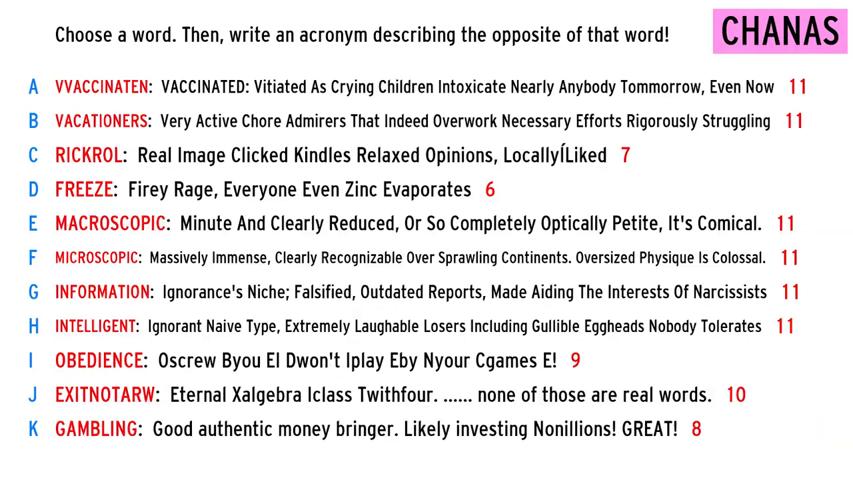 Choose a word. Then, write an acronym describing the opposite of that word!
CHANAS
A VVACCINATEN: VACCINATED: Vitiated As Crying Children Intoxicate Nearly Anybody Tommorrow, Even Now 11
B VACATIONERS: Very Active Chore Admirers That Indeed Overwork Necessary Efforts Rigorously Struggling 11
C RICKROL: Real Image Clicked Kindles Relaxed Opinions, LocallyÍLiked 7
D FREEZE: Firey Rage, Everyone Even Zinc Evaporates 6
E MACROSCOPIC: Minute And Clearly Reduced, Or So Completely Optically Petite, It's Comical. 11
F MICROSCOPIC: Massively Immense, Clearly Recognizable Over Sprawling Continents. Oversized Physique Is Colossal. 11
G INFORMATION: Ignorance's Niche; Falsified, Outdated Reports, Made Aiding The Interests Of Narcissists 11
H INTELLIGENT: Ignorant Naive Type, Extremely Laughable Losers Including Gullible Eggheads Nobody Tolerates 11
I OBEDIENCE: Oscrew Byou EI Dwon't Iplay Eby Nyour Cgames E! 9
J EXITNOTARW: Eternal Xalgebra Iclass Twithfour. ...... none of those are real words. 10
K GAMBLING: Good authentic money bringer. Likely investing Nonillions! GREAT! 8